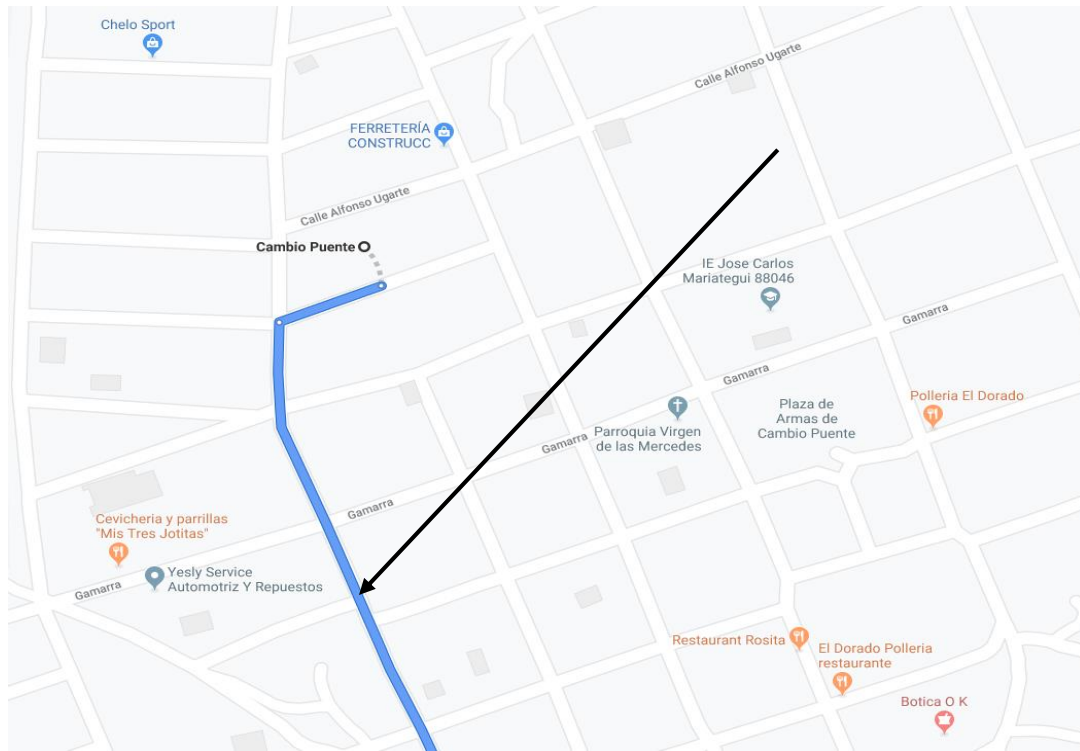 Chelo Sport
Calle Alfonso Ugarte
FERRETERÍA
CONSTRUCC
Calle Alfonso Ugarte
Cambio Puente
IE Jose Carlos
Mariategui 88046
Gamarra
Gamarra
Polleria El Dorado
Plaza de
Armas de
Cambio Puente
Parroquia Virgen
de las Mercedes
Gamarra
Gamarra
Cevicheria y parrillas
"Mis Tres Jotitas"
Yesly Service
Automotriz Y Repuestos
Gamarra
Restaurant Rosita
El Dorado Polleria
restaurante
Botica O K